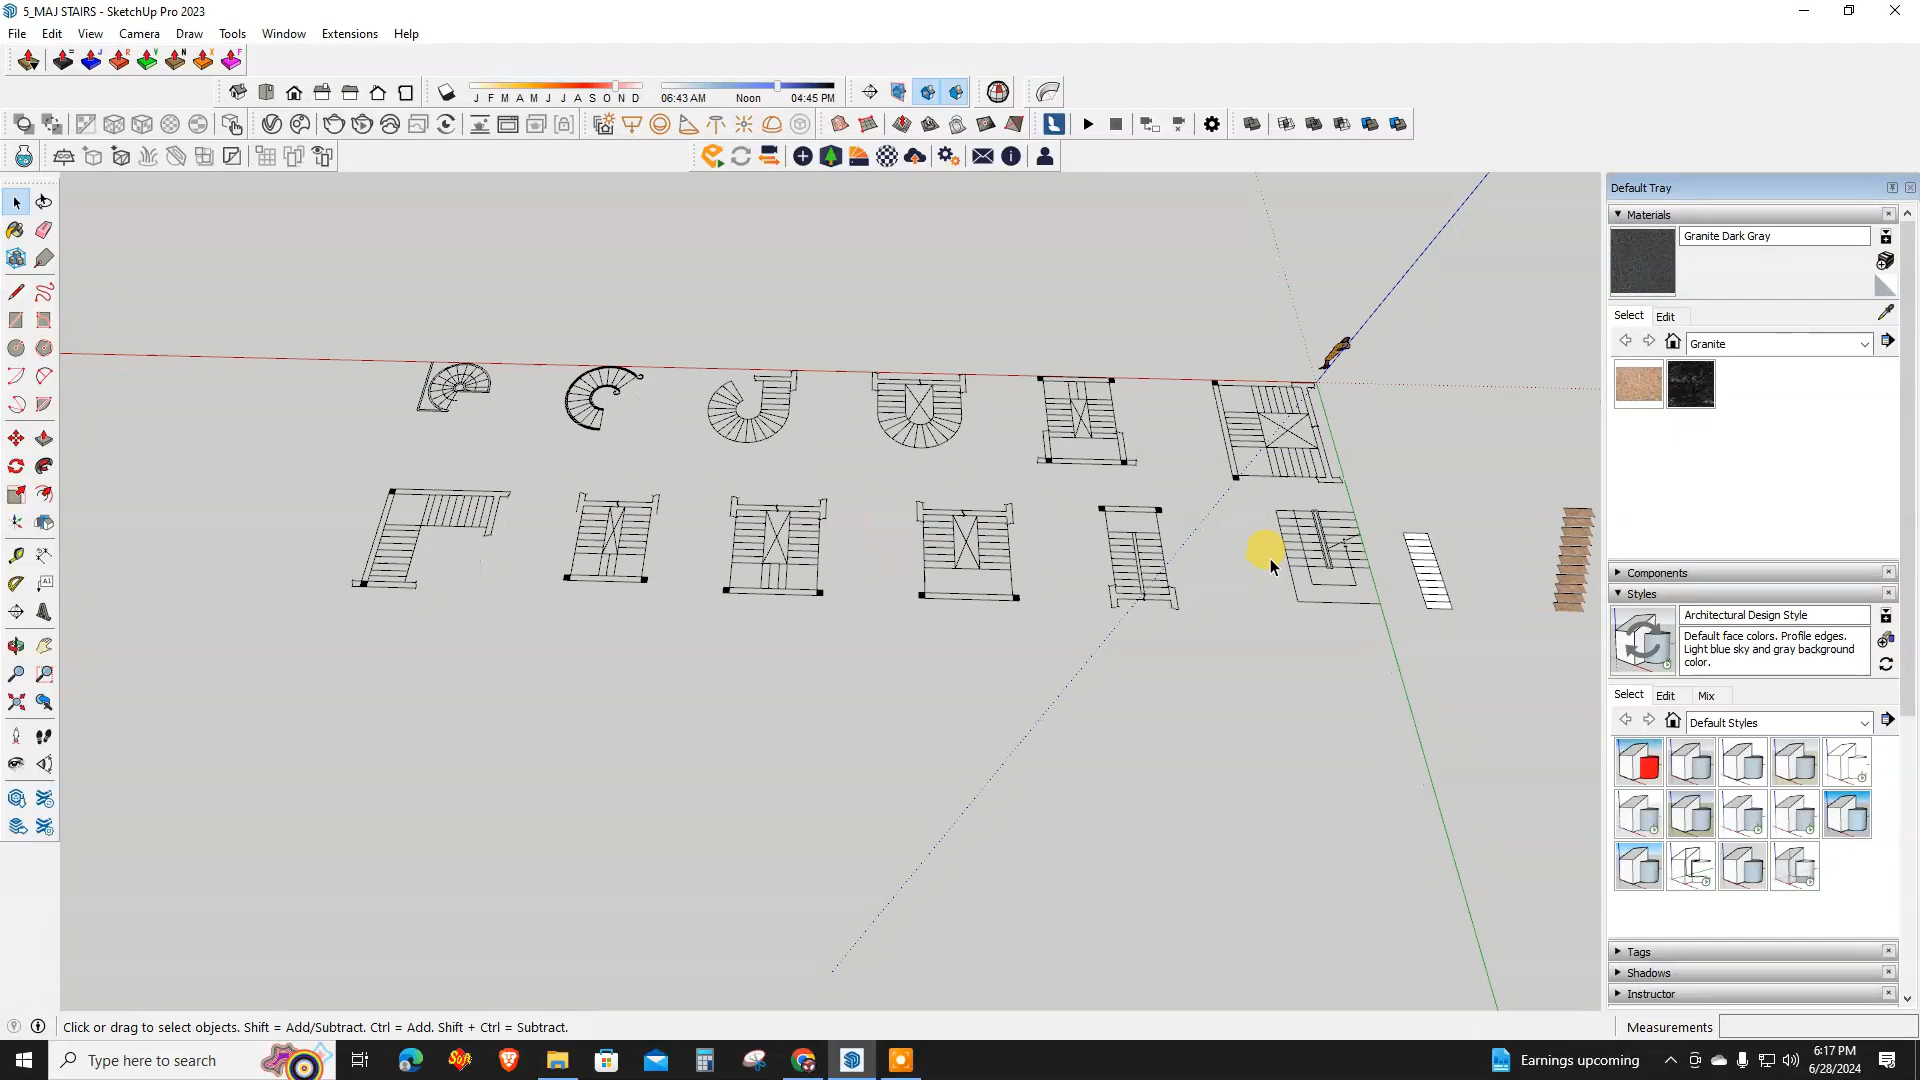 5_MAJ STAIRS - SketchUp Pro 2023
File Edit View Camera Draw Tools Window Extensions Help
= J R V N X F
J F M A M J J A S O N D 06:43 AM Noon 04:45 PM
Default Tray
Materials
Granite Dark Gray
Select Edit
Granite
Components
Styles
Architectural Design Style
Default face colors. Profile edges.
Light blue sky and gray background
color.
Select Edit Mix
Default Styles
Tags
Shadows
Instructor
Click or drag to select objects. Shift = Add/Subtract. Ctrl = Add. Shift + Ctrl = Subtract.
Measurements
Type here to search
Earnings upcoming
6:17 PM
6/28/2024